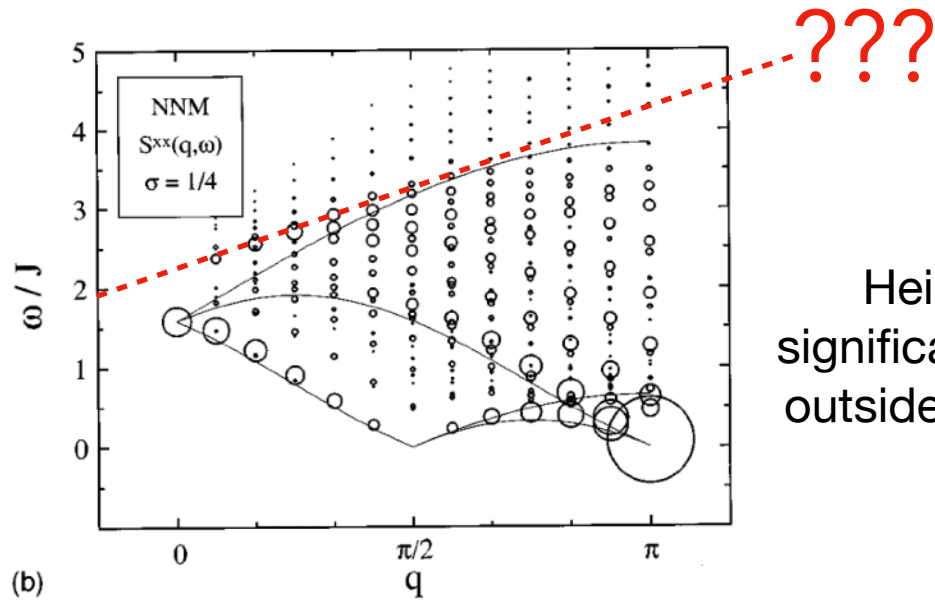 ???
5
4
3
2
1
0
ω / J
NNM
Sxx(q,ω)
σ = 1/4
0
π/2
π
q
(b)
Hei
significa
outside